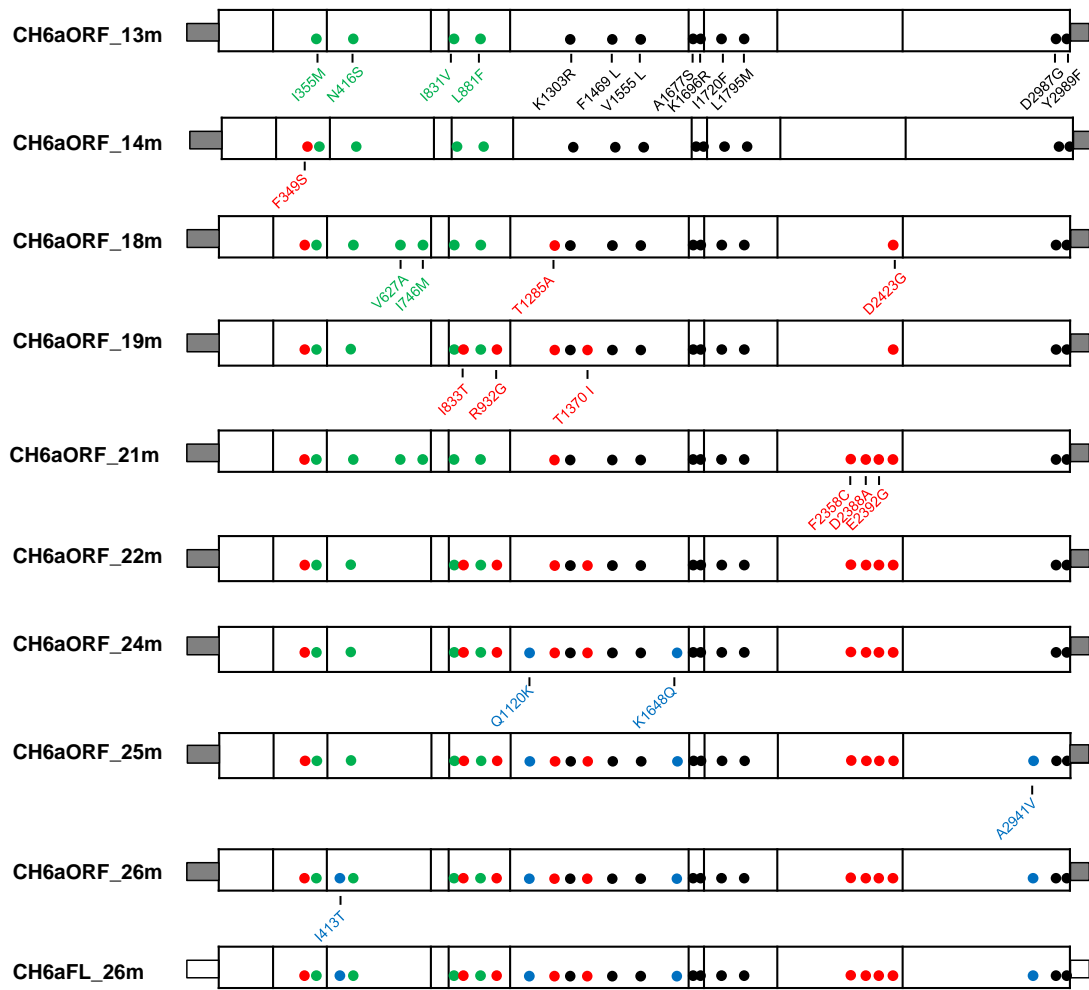 CH6aORF_13m
I355M
N416S
I831V
L881F
K1303R
F1469 L
V1555 L
A1677S
K1696R
I1720F
L1795M
D2987G
Y2989F
CH6aORF_14m
F349S
CH6aORF_18m
V627A
I746M
T1285A
D2423G
CH6aORF_19m
I833T
R932G
T1370 I
CH6aORF_21m
F2358C
D2388A
E2392G
CH6aORF_22m
CH6aORF_24m
Q1120K
K1648Q
CH6aORF_25m
A2941V
CH6aORF_26m
I413T
CH6aFL_26m